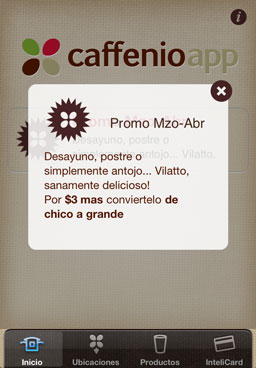 i
caffenioapp
Promo Mzo-Abr
Desayuno, postre o
simplemente antojo... Vilatto,
sanamente delicioso!
Por $3 mas conviertelo de
chico a grande
Inicio Ubicaciones Productos InteliCard